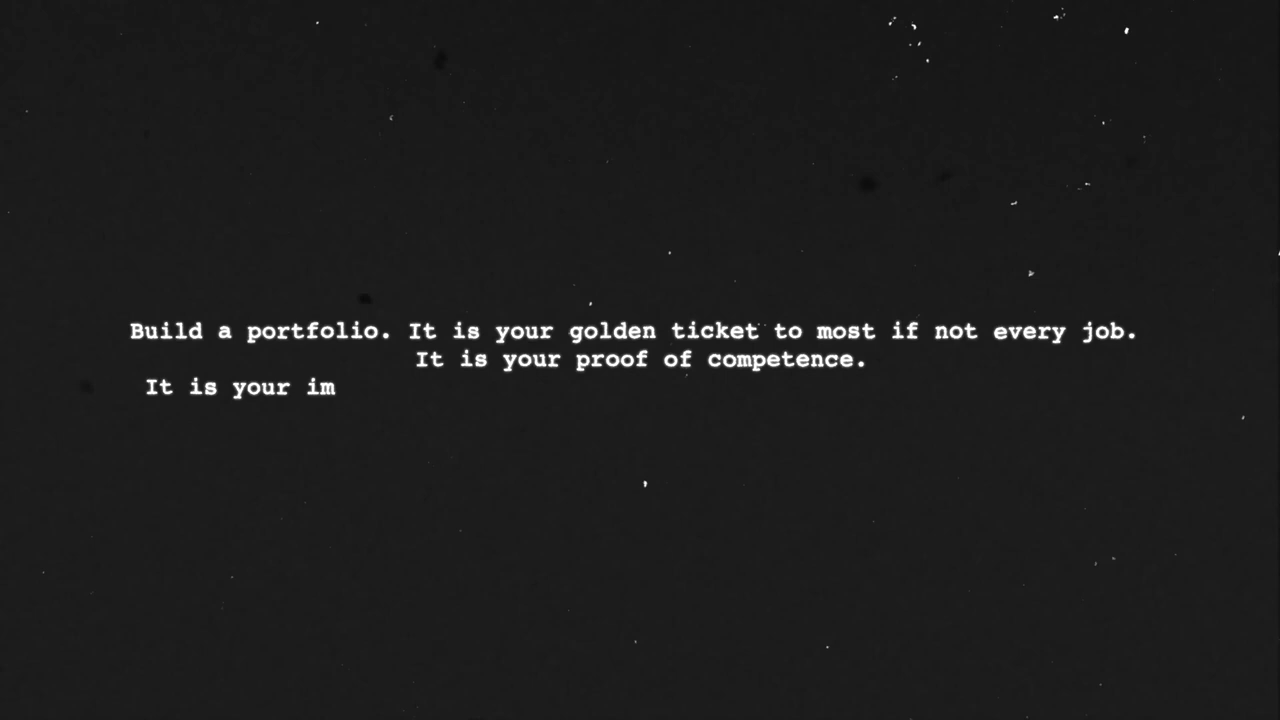 Build a portfolio. It is your golden ticket to most if not every job.
It is your proof of competence.
It is your im